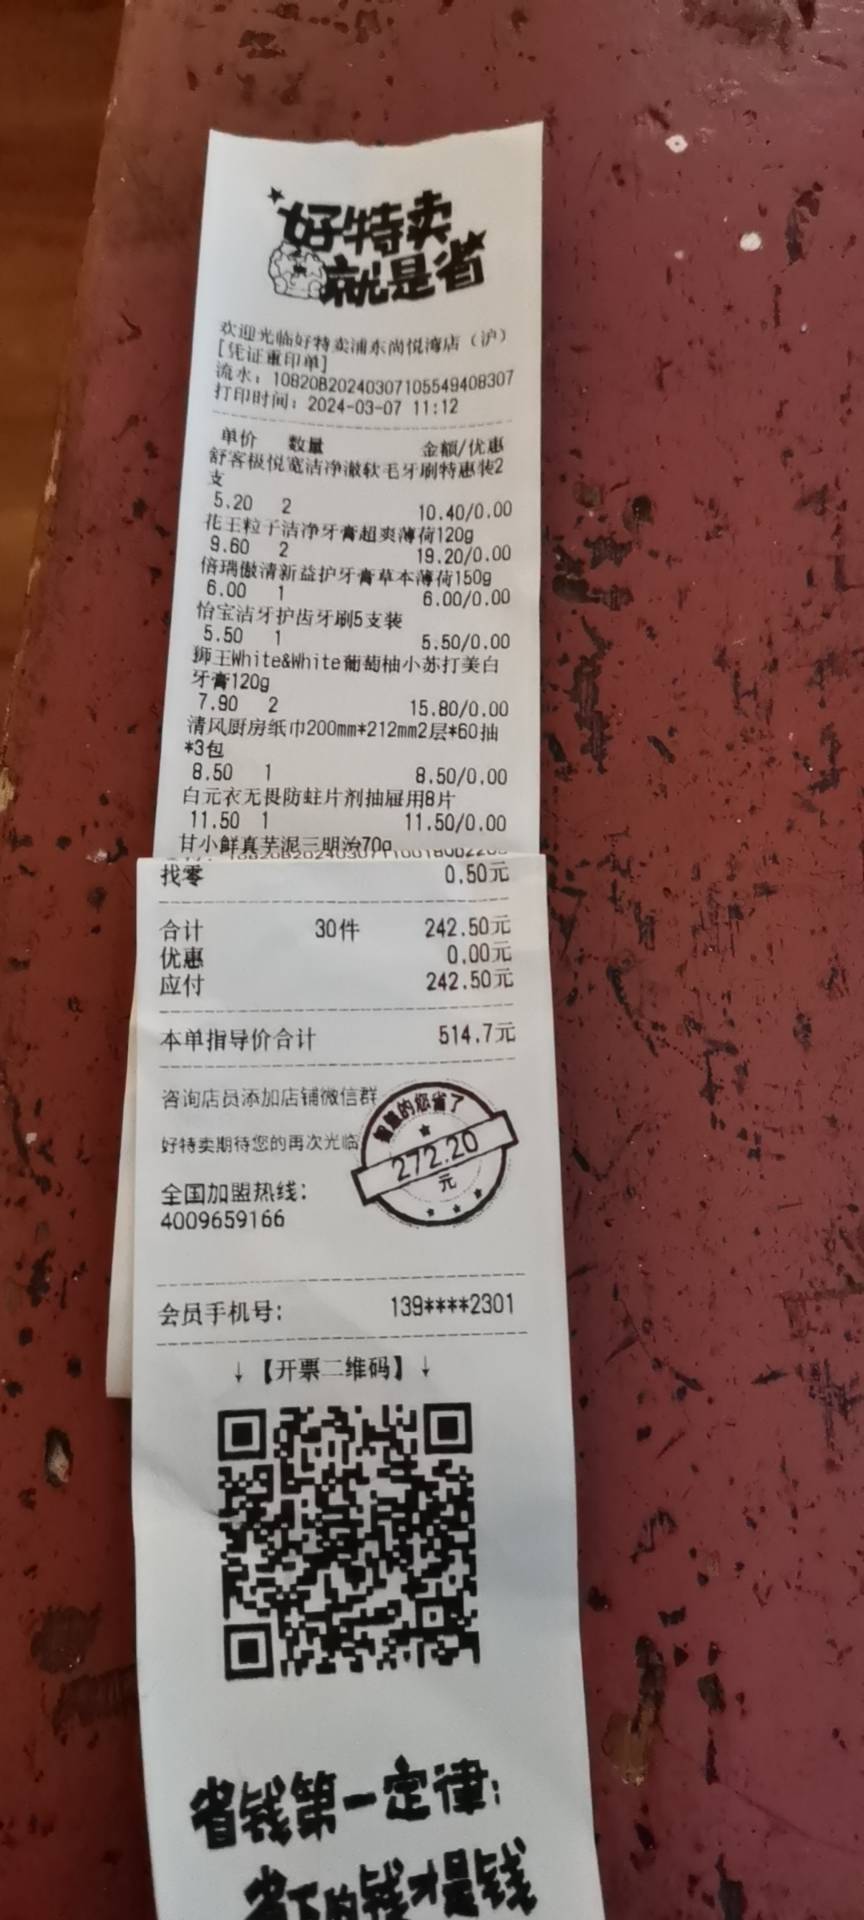 好特卖
就是省
欢迎光临好特卖浦东尚悦湾店（沪）
[凭证重印单]
流水：10820B20240307105549408307
打印时间：2024-03-07 11:12
单价 数量 金额/优惠
舒客极悦宽洁净澈软毛牙刷特惠装2
支
5.20 2 10.40/0.00
花王粒子洁净牙膏超爽薄荷120g
9.60 2 19.20/0.00
倍瑞傲清新益护牙膏草本薄荷150g
6.00 1 6.00/0.00
怡宝洁牙护齿牙刷5支装
5.50 1 5.50/0.00
狮王White&White葡萄柚小苏打美白
牙膏120g
7.90 2 15.80/0.00
清风厨房纸巾200mm*212mm2层*60抽
*3包
8.50 1 8.50/0.00
白元衣无畏防蛀片剂抽屉用8片
11.50 1 11.50/0.00
甘小鲜真芋泥三明治70g
找零 0.50元
合计 30件 242.50元
优惠 0.00元
应付 242.50元
本单指导价合计 514.7元
咨询店员添加店铺微信群
好特卖期待您的再次光临
智慧的您省了
272.20
元
全国加盟热线：
4009659166
会员手机号： 139****2301
↓【开票二维码】↓
省钱第一定律：
省下的钱才是钱